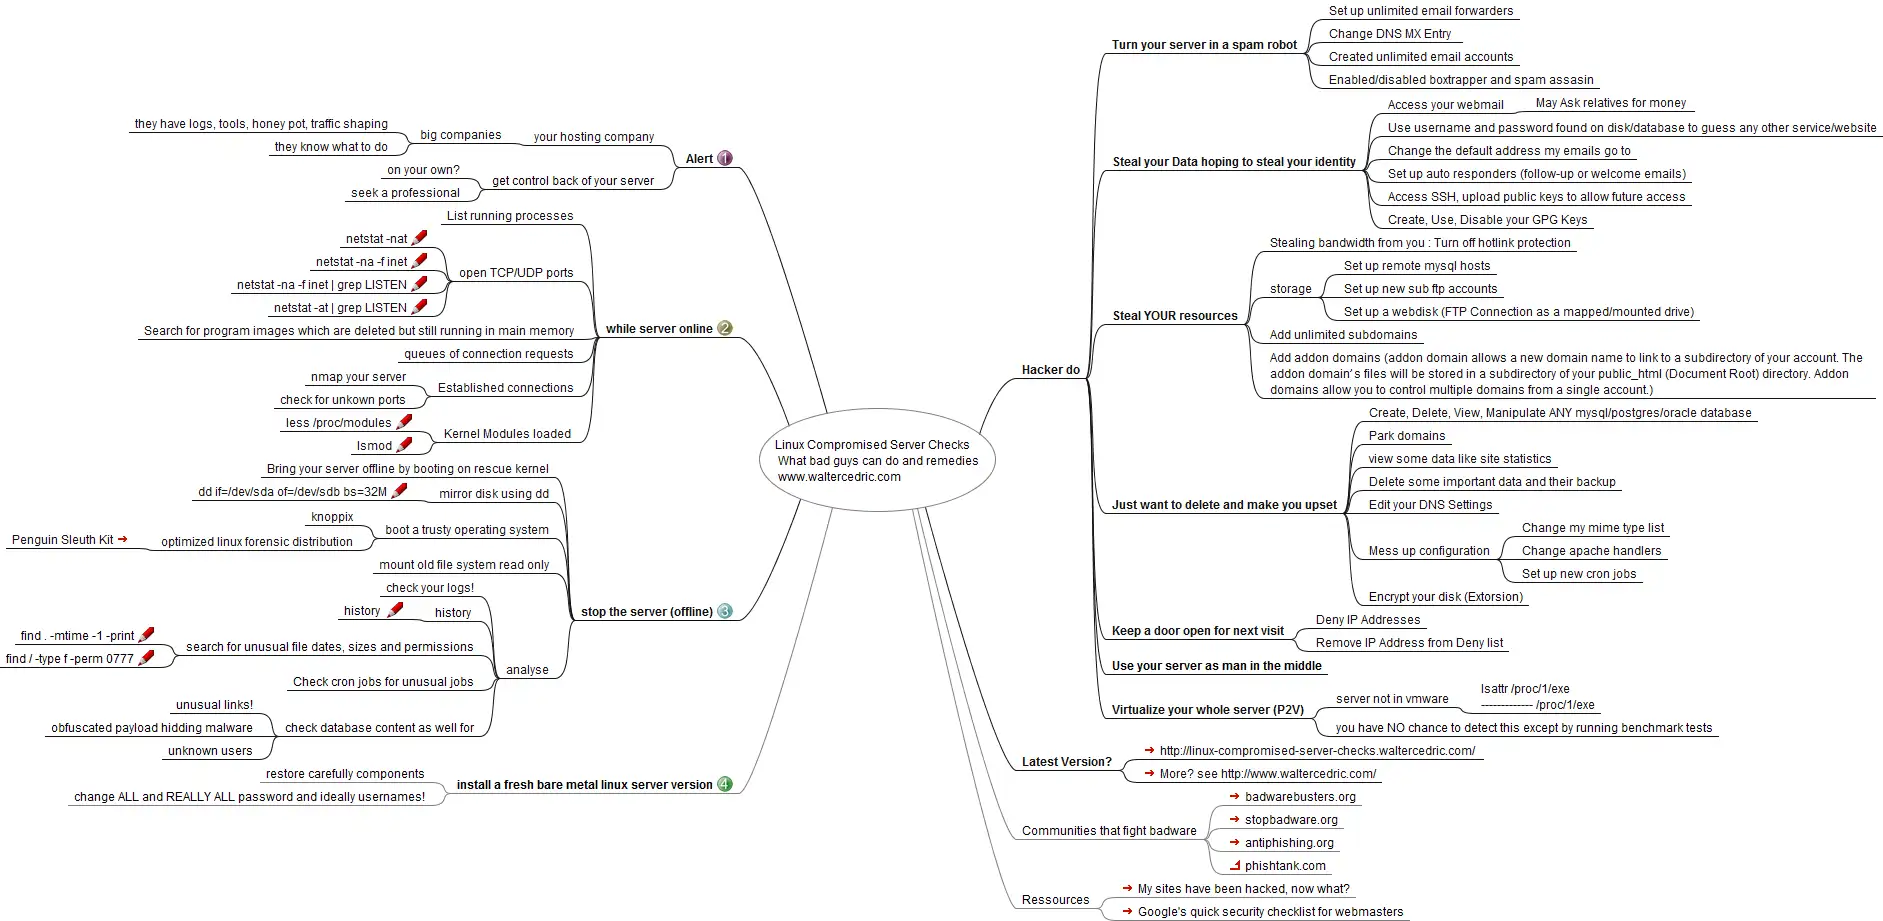 Linux Compromised Server Checks
What bad guys can do and remedies
www.waltercedric.com
Alert 1
your hosting company
big companies
they have logs, tools, honey pot, traffic shaping
they know what to do
get control back of your server
on your own?
seek a professional
while server online 2
List running processes
open TCP/UDP ports
netstat -nat
netstat -na -f inet
netstat -na -f inet | grep LISTEN
netstat -at | grep LISTEN
Search for program images which are deleted but still running in main memory
queues of connection requests
Established connections
nmap your server
check for unkown ports
Kernel Modules loaded
less /proc/modules
lsmod
stop the server (offline) 3
Bring your server offline by booting on rescue kernel
mirror disk using dd
dd if=/dev/sda of=/dev/sdb bs=32M
boot a trusty operating system
knoppix
optimized linux forensic distribution
Penguin Sleuth Kit
mount old file system read only
analyse
check your logs!
history
history
search for unusual file dates, sizes and permissions
find . -mtime -1 -print
find / -type f -perm 0777
Check cron jobs for unusual jobs
check database content as well for
unusual links!
obfuscated payload hidding malware
unknown users
install a fresh bare metal linux server version 4
restore carefully components
change ALL and REALLY ALL password and ideally usernames!
Hacker do
Turn your server in a spam robot
Set up unlimited email forwarders
Change DNS MX Entry
Created unlimited email accounts
Enabled/disabled boxtrapper and spam assasin
Steal your Data hoping to steal your identity
Access your webmail
May Ask relatives for money
Use username and password found on disk/database to guess any other service/website
Change the default address my emails go to
Set up auto responders (follow-up or welcome emails)
Access SSH, upload public keys to allow future access
Create, Use, Disable your GPG Keys
Steal YOUR resources
Stealing bandwidth from you : Turn off hotlink protection
storage
Set up remote mysql hosts
Set up new sub ftp accounts
Set up a webdisk (FTP Connection as a mapped/mounted drive)
Add unlimited subdomains
Add addon domains (addon domain allows a new domain name to link to a subdirectory of your account. The
addon domain's files will be stored in a subdirectory of your public_html (Document Root) directory. Addon
domains allow you to control multiple domains from a single account.)
Just want to delete and make you upset
Create, Delete, View, Manipulate ANY mysql/postgres/oracle database
Park domains
view some data like site statistics
Delete some important data and their backup
Edit your DNS Settings
Mess up configuration
Change my mime type list
Change apache handlers
Set up new cron jobs
Encrypt your disk (Extorsion)
Keep a door open for next visit
Deny IP Addresses
Remove IP Address from Deny list
Use your server as man in the middle
Virtualize your whole server (P2V)
server not in vmware
lsattr /proc/1/exe
------------- /proc/1/exe
you have NO chance to detect this except by running benchmark tests
Latest Version?
http://linux-compromised-server-checks.waltercedric.com/
More? see http://www.waltercedric.com/
Communities that fight badware
badwarebusters.org
stopbadware.org
antiphishing.org
phishtank.com
Ressources
My sites have been hacked, now what?
Google's quick security checklist for webmasters